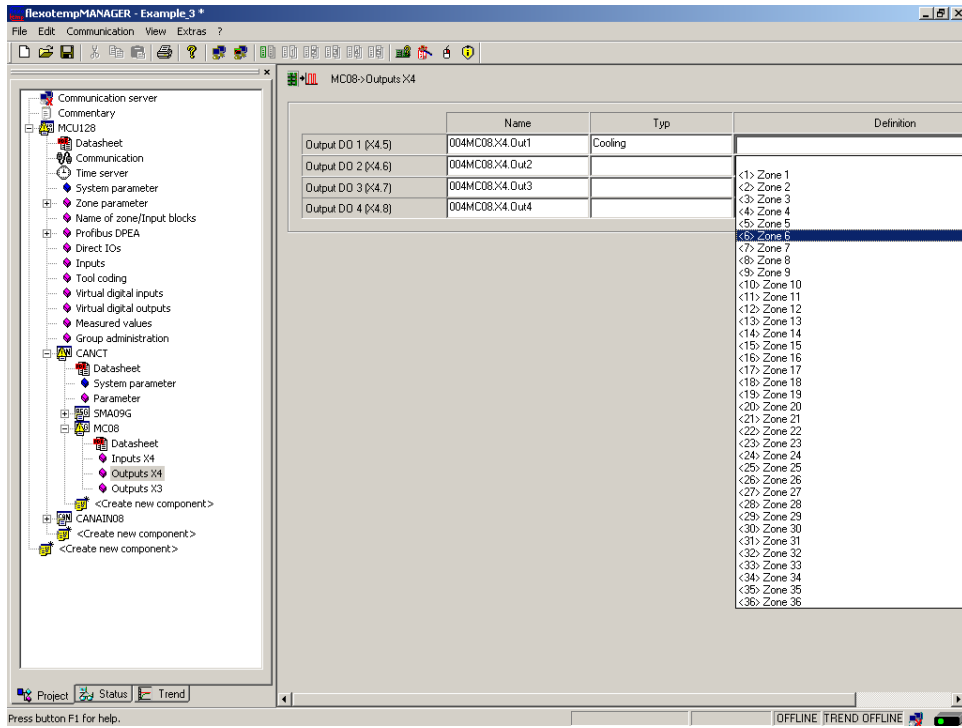 flexotempMANAGER - Example_3 *
File Edit Communication View Extras ?
MC08->Outputs X4
Communication server
Commentary
MCU128
Datasheet
Communication
Time server
System parameter
Zone parameter
Name of zone/Input blocks
Profibus DPEA
Direct IOs
Inputs
Tool coding
Virtual digital inputs
Virtual digital outputs
Measured values
Group administration
CANCT
Datasheet
System parameter
Parameter
SMA09G
MC08
Datasheet
Inputs X4
Outputs X4
Outputs X3
<Create new component>
CANAIN08
<Create new component>
<Create new component>
Name Typ Definition
Output DO 1 (X4.5) 004MC08.X4.Out1 Cooling
Output DO 2 (X4.6) 004MC08.X4.Out2
Output DO 3 (X4.7) 004MC08.X4.Out3
Output DO 4 (X4.8) 004MC08.X4.Out4
<1> Zone 1
<2> Zone 2
<3> Zone 3
<4> Zone 4
<5> Zone 5
<6> Zone 6
<7> Zone 7
<8> Zone 8
<9> Zone 9
<10> Zone 10
<11> Zone 11
<12> Zone 12
<13> Zone 13
<14> Zone 14
<15> Zone 15
<16> Zone 16
<17> Zone 17
<18> Zone 18
<19> Zone 19
<20> Zone 20
<21> Zone 21
<22> Zone 22
<23> Zone 23
<24> Zone 24
<25> Zone 25
<26> Zone 26
<27> Zone 27
<28> Zone 28
<29> Zone 29
<30> Zone 30
<31> Zone 31
<32> Zone 32
<33> Zone 33
<34> Zone 34
<35> Zone 35
<36> Zone 36
Project Status Trend
Press button F1 for help.
OFFLINE TREND OFFLINE